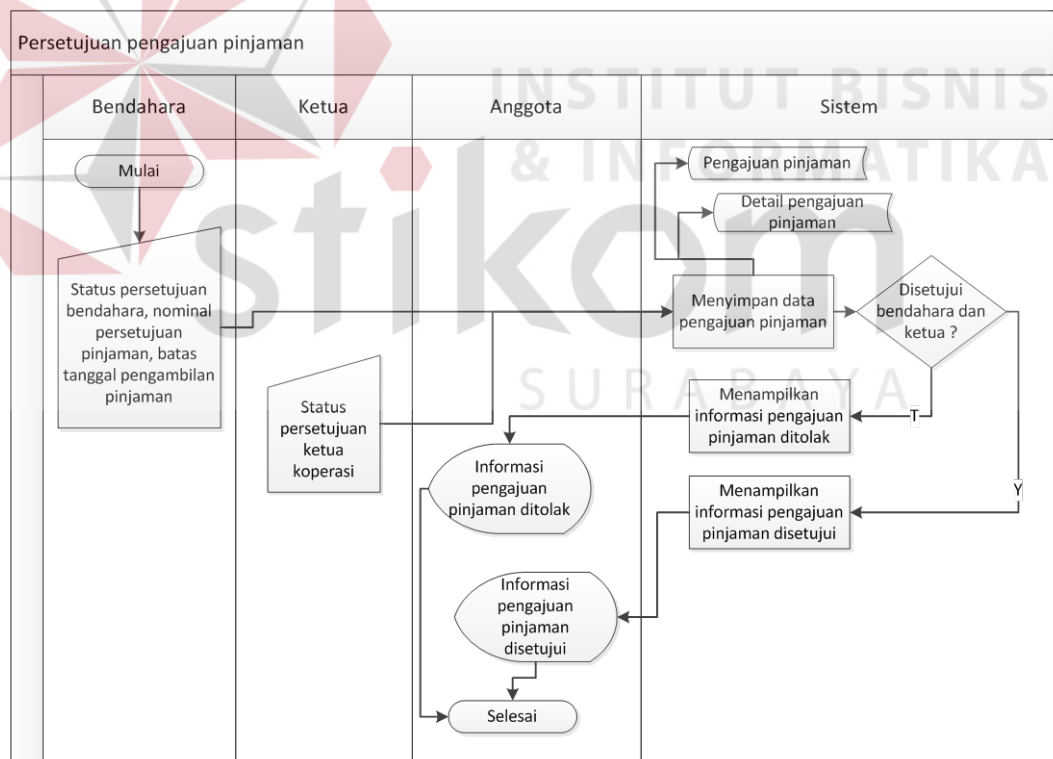 Persetujuan pengajuan pinjaman
Bendahara
Ketua
Anggota
Sistem
INSTITUT BISNIS
& INFORMATIKA
stikom
SURABAYA
Mulai
Status persetujuan
bendahara, nominal
persetujuan
pinjaman, batas
tanggal pengambilan
pinjaman
Status
persetujuan
ketua
koperasi
Pengajuan pinjaman
Detail pengajuan
pinjaman
Menyimpan data
pengajuan pinjaman
Disetujui
bendahara dan
ketua ?
T
Y
Menampilkan
informasi pengajuan
pinjaman ditolak
Informasi
pengajuan
pinjaman ditolak
Menampilkan
informasi pengajuan
pinjaman disetujui
Informasi
pengajuan
pinjaman
disetujui
Selesai